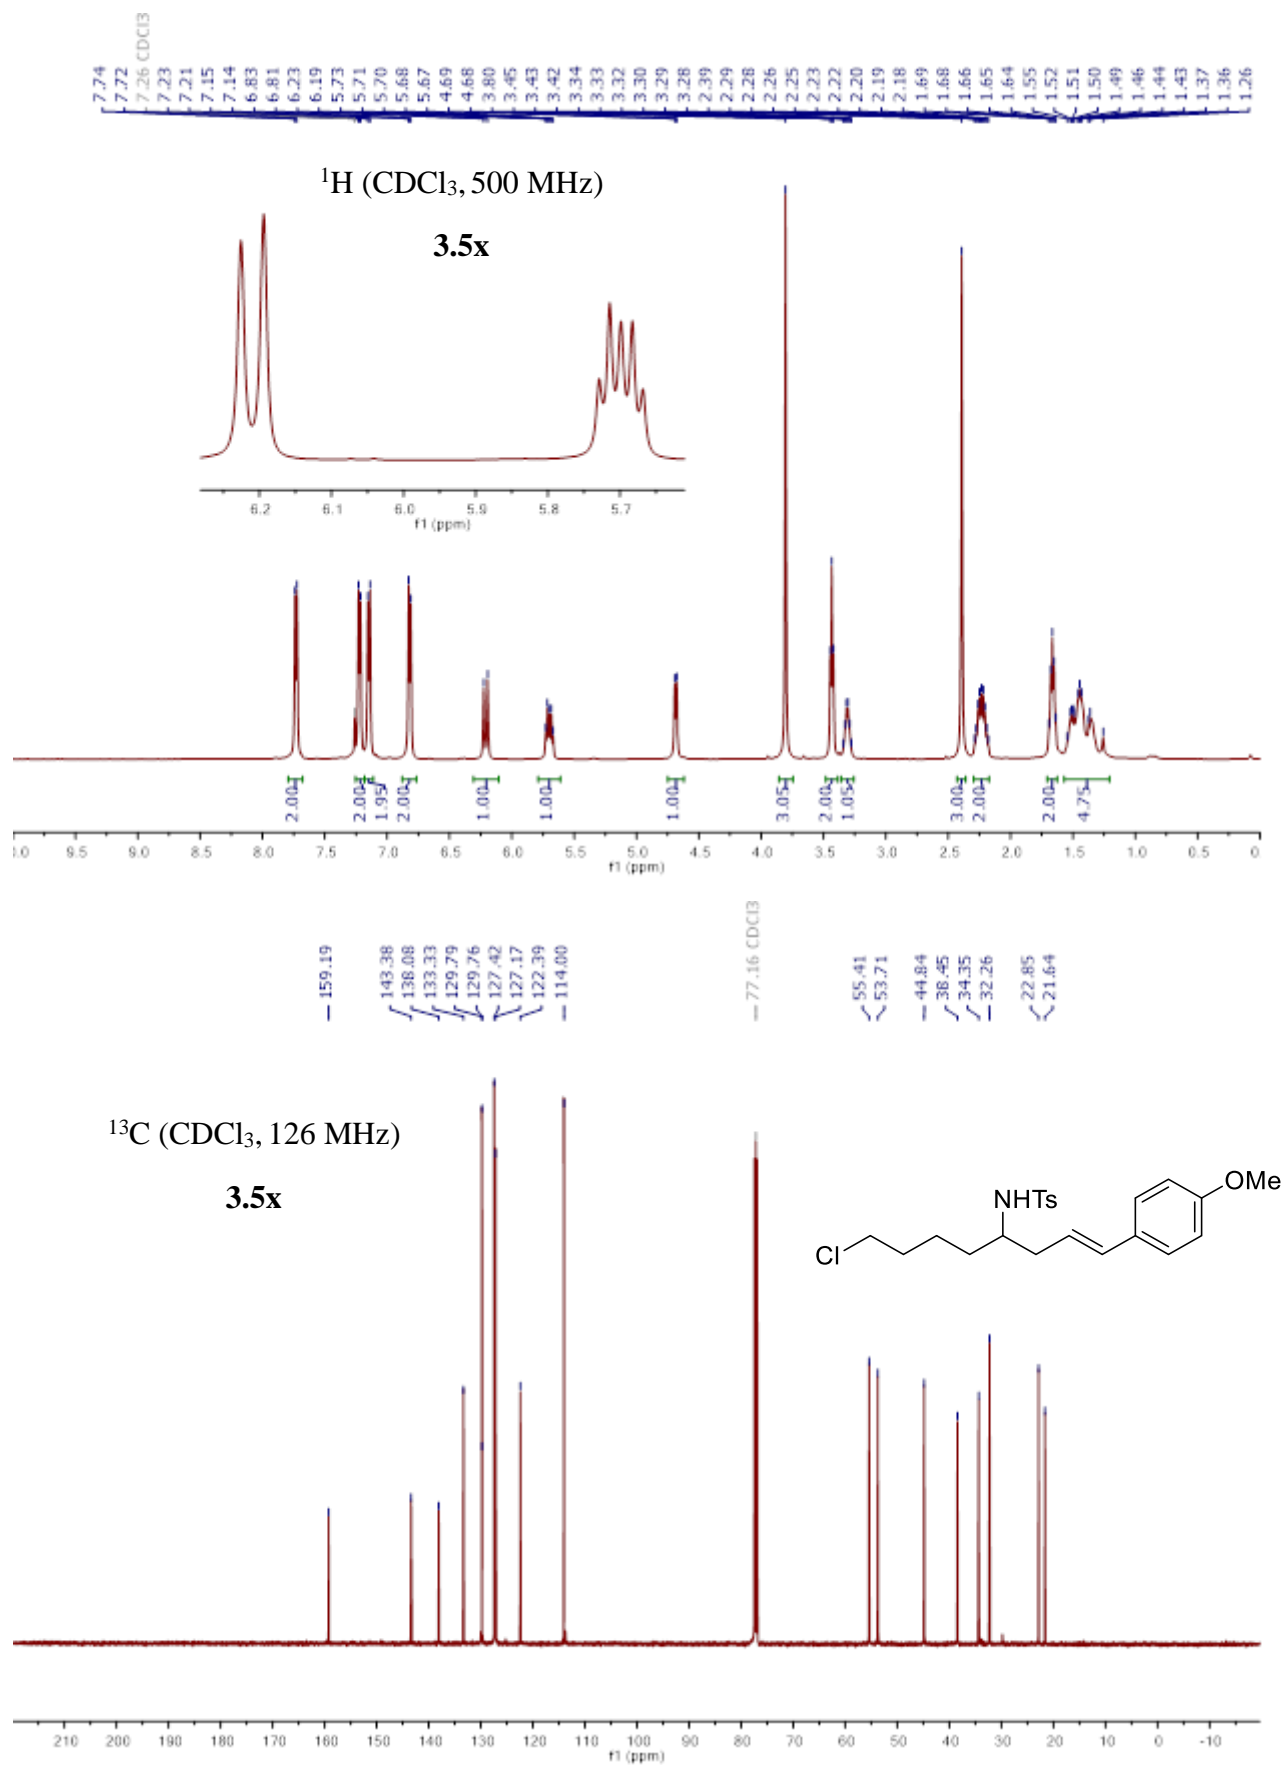 7.74 7.72 7.26 CDCl3 7.23 7.21 7.15 7.14 6.83 6.81 6.23 6.19 5.73 5.71 5.70 5.68 5.67 4.69 4.68 3.80 3.45 3.43 3.42 3.34 3.33 3.32 3.30 3.29 3.28 2.39 2.29 2.28 2.26 2.25 2.23 2.22 2.20 2.19 2.18 1.69 1.68 1.66 1.65 1.64 1.55 1.52 1.51 1.50 1.49 1.46 1.44 1.43 1.37 1.36 1.26
¹H (CDCl₃, 500 MHz)
3.5x
6.2 6.1 6.0 5.9 5.8 5.7
f1 (ppm)
2.00 2.00 1.95 2.00 1.00 1.00 1.00 3.05 2.00 1.05 3.00 2.00 2.00 4.75
0.0 9.5 9.0 8.5 8.0 7.5 7.0 6.5 6.0 5.5 5.0 4.5 4.0 3.5 3.0 2.5 2.0 1.5 1.0 0.5 0
f1 (ppm)
159.19 143.38 138.08 133.33 129.79 129.76 127.42 127.17 122.39 114.00 77.16 CDCl3 55.41 53.71 44.84 38.45 34.35 32.26 22.85 21.64
¹³C (CDCl₃, 126 MHz)
3.5x
NHTs
OMe
Cl
210 200 190 180 170 160 150 140 130 120 110 100 90 80 70 60 50 40 30 20 10 0 -10
f1 (ppm)